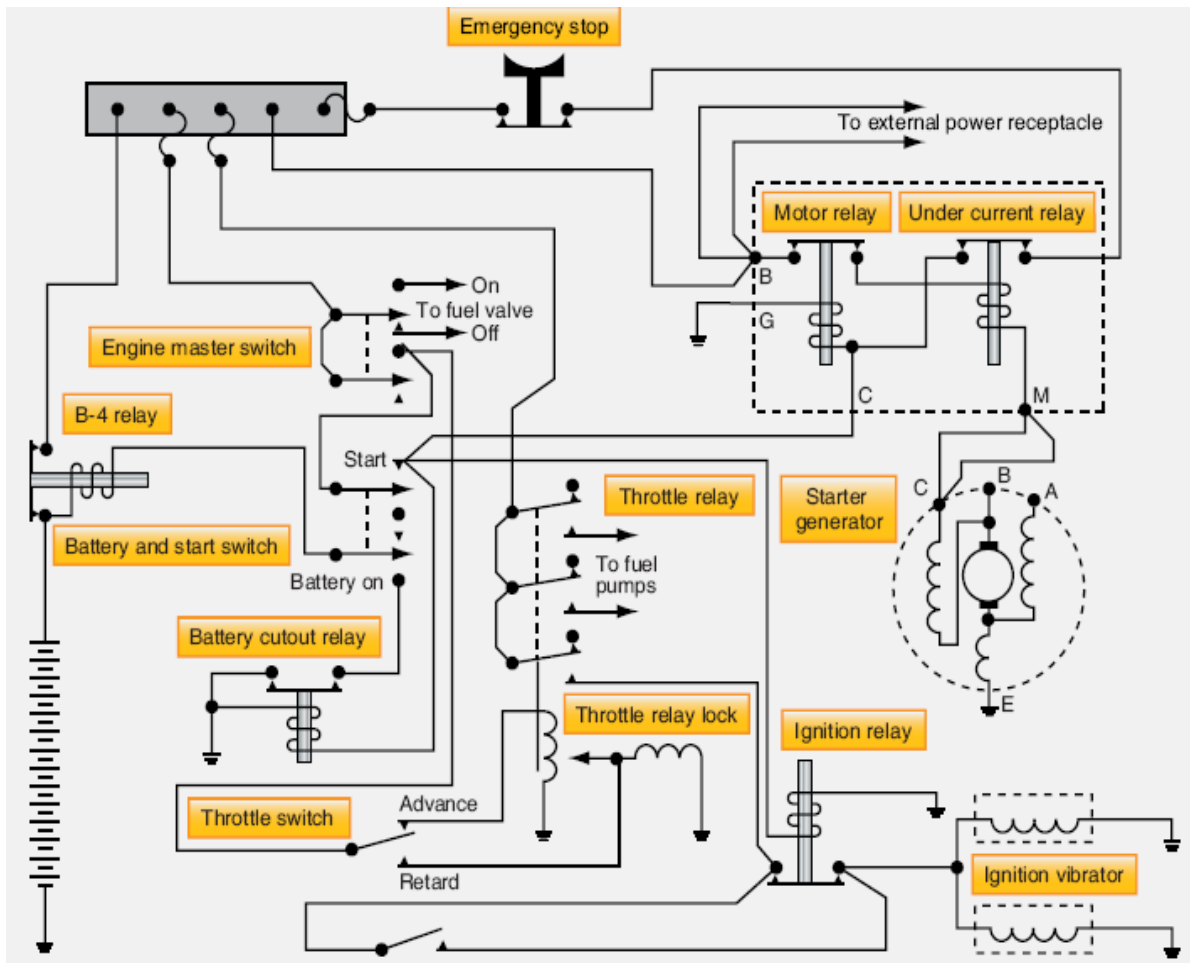 Emergency stop
To external power receptacle
Motor relay
Under current relay
B
G
On
To fuel valve
Off
Engine master switch
C
M
B-4 relay
Start
Throttle relay
Starter
generator
C
B
A
Battery and start switch
To fuel
pumps
Battery on
Battery cutout relay
E
Throttle relay lock
Ignition relay
Advance
Throttle switch
Retard
Ignition vibrator